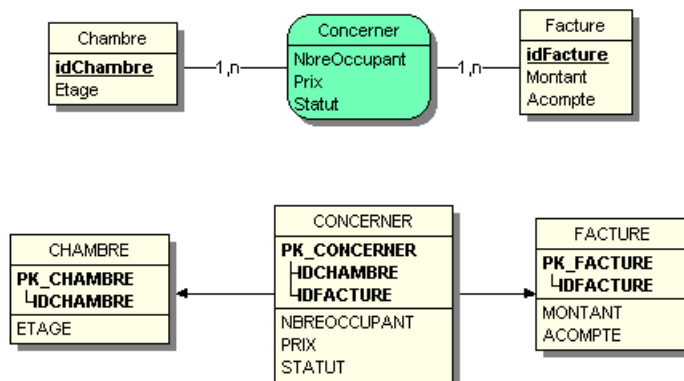 Chambre
idChambre
Etage
1,n
Concerner
NbreOccupant
Prix
Statut
1,n
Facture
idFacture
Montant
Acompte
CHAMBRE
PK_CHAMBRE
IDCHAMBRE
ETAGE
CONCERNER
PK_CONCERNER
IDCHAMBRE
IDFACTURE
NBREOCCUPANT
PRIX
STATUT
FACTURE
PK_FACTURE
IDFACTURE
MONTANT
ACOMPTE